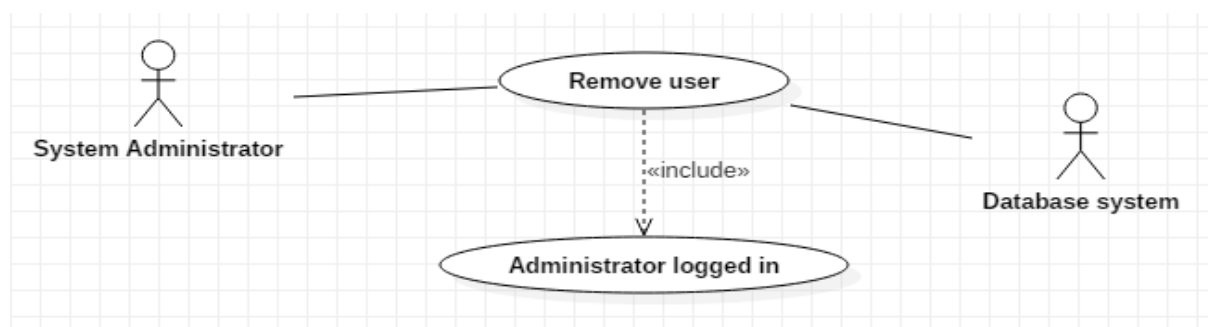 Remove user
System Administrator
«include»
Database system
Administrator logged in